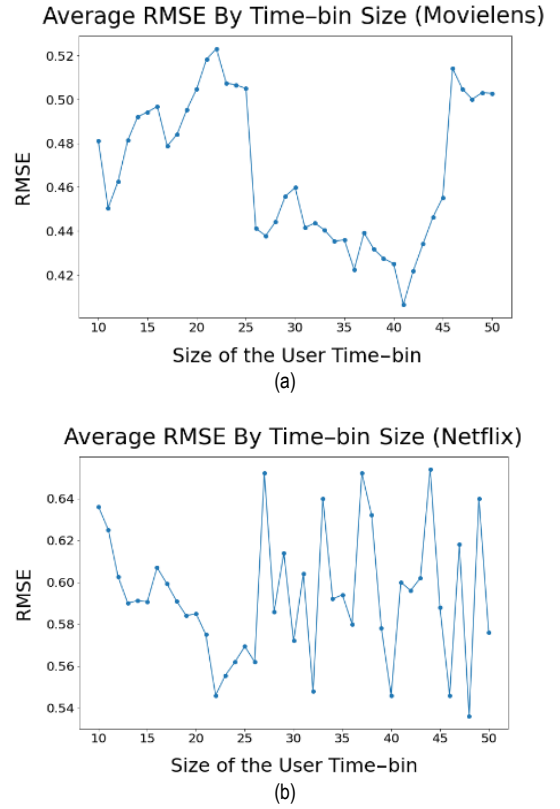 Average RMSE By Time–bin Size (Movielens)
0.52
0.50
0.48
0.46
0.44
0.42
RMSE
10 15 20 25 30 35 40 45 50
Size of the User Time–bin
(a)
Average RMSE By Time–bin Size (Netflix)
0.64
0.62
0.60
0.58
0.56
0.54
RMSE
10 15 20 25 30 35 40 45 50
Size of the User Time–bin
(b)